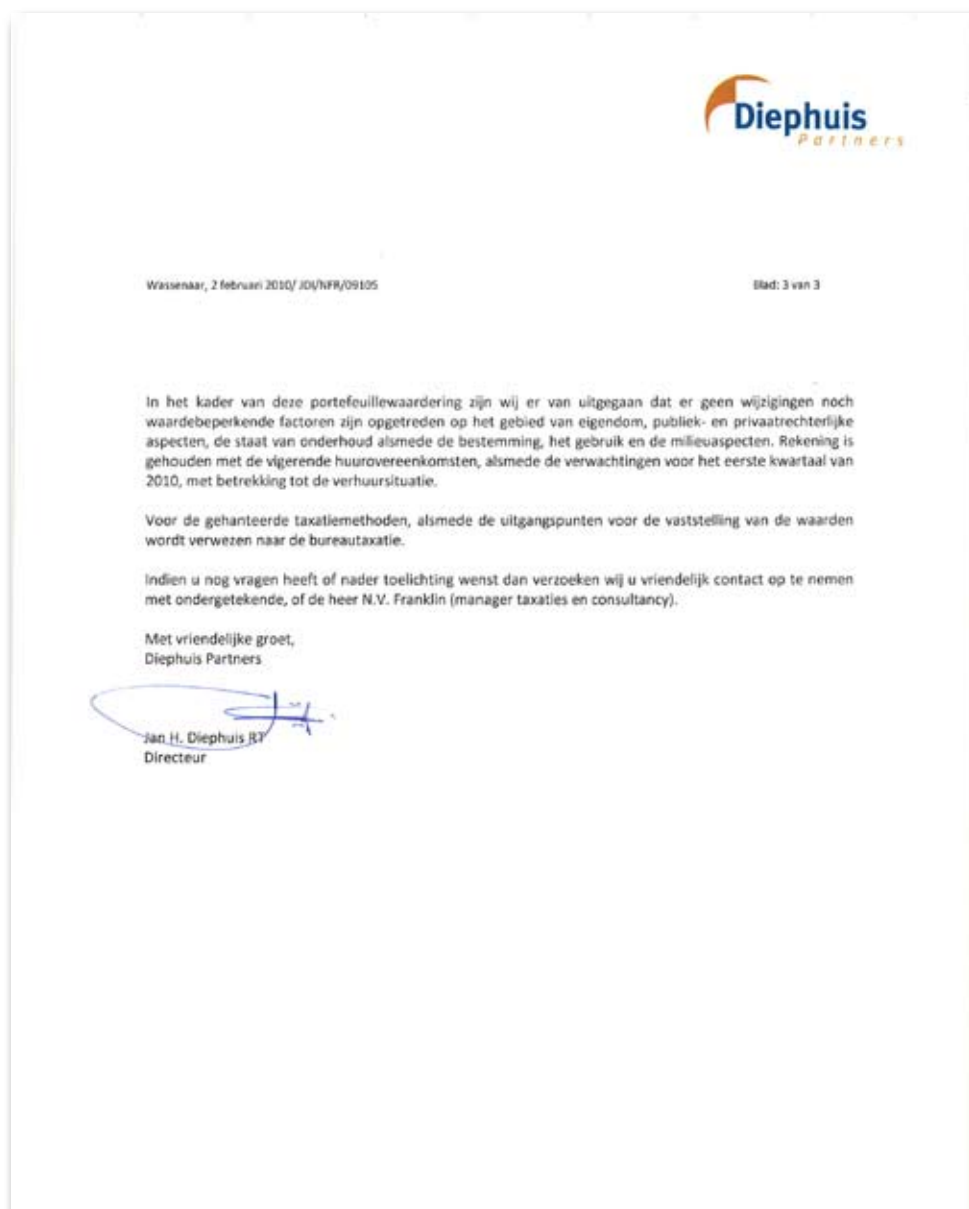 Diephuis
Partners
Wassenaar, 2 februari 2010/ JDI/NFR/09105
Blad: 3 van 3
In het kader van deze portefeuillewaardering zijn wij er van uitgegaan dat er geen wijzigingen noch
waardebeperkende factoren zijn opgetreden op het gebied van eigendom, publiek- en privaatrechterlijke
aspecten, de staat van onderhoud alsmede de bestemming, het gebruik en de milieuaspecten. Rekening is
gehouden met de vigerende huurovereenkomsten, alsmede de verwachtingen voor het eerste kwartaal van
2010, met betrekking tot de verhuursituatie.
Voor de gehanteerde taxatiemethoden, alsmede de uitgangspunten voor de vaststelling van de waarden
wordt verwezen naar de bureautaxatie.
Indien u nog vragen heeft of nader toelichting wenst dan verzoeken wij u vriendelijk contact op te nemen
met ondergetekende, of de heer N.V. Franklin (manager taxaties en consultancy).
Met vriendelijke groet,
Diephuis Partners
Jan H. Diephuis RT
Directeur